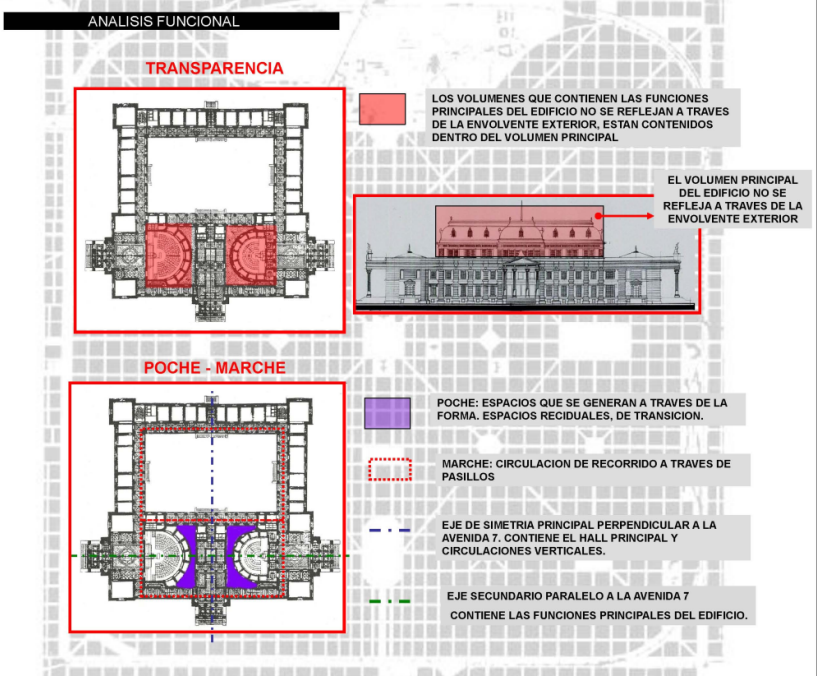 ANALISIS FUNCIONAL
TRANSPARENCIA
LOS VOLUMENES QUE CONTIENEN LAS FUNCIONES
PRINCIPALES DEL EDIFICIO NO SE REFLEJAN A TRAVES
DE LA ENVOLVENTE EXTERIOR, ESTAN CONTENIDOS
DENTRO DEL VOLUMEN PRINCIPAL
EL VOLUMEN PRINCIPAL
DEL EDIFICIO NO SE
REFLEJA A TRAVES DE LA
ENVOLVENTE EXTERIOR
POCHE - MARCHE
POCHE: ESPACIOS QUE SE GENERAN A TRAVES DE LA
FORMA. ESPACIOS RECIDUALES, DE TRANSICION.
MARCHE: CIRCULACION DE RECORRIDO A TRAVES DE
PASILLOS
EJE DE SIMETRIA PRINCIPAL PERPENDICULAR A LA
AVENIDA 7. CONTIENE EL HALL PRINCIPAL Y
CIRCULACIONES VERTICALES.
EJE SECUNDARIO PARALELO A LA AVENIDA 7
CONTIENE LAS FUNCIONES PRINCIPALES DEL EDIFICIO.